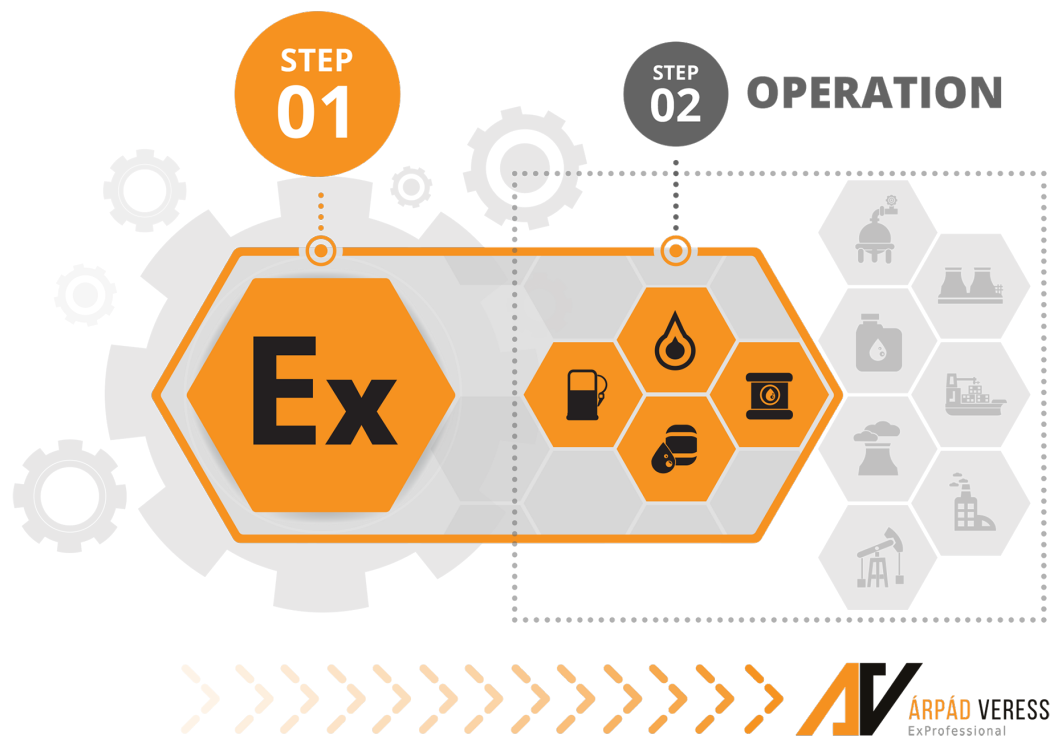 STEP
01
STEP
02
OPERATION
Ex
ÁRPÁD VERESS
ExProfessional